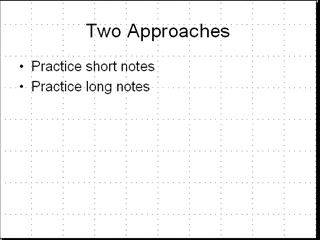 Two Approaches
• Practice short notes
• Practice long notes